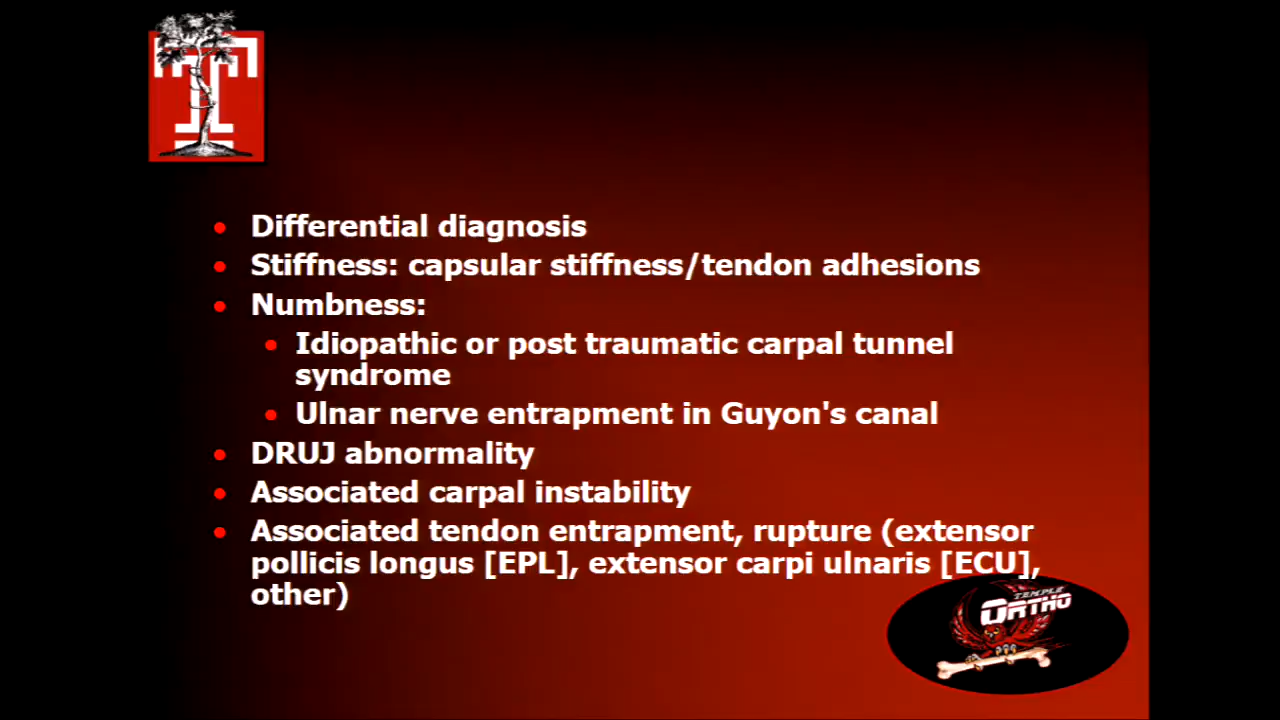 Differential diagnosis
Stiffness: capsular stiffness/tendon adhesions
Numbness:
Idiopathic or post traumatic carpal tunnel
syndrome
Ulnar nerve entrapment in Guyon's canal
DRUJ abnormality
Associated carpal instability
Associated tendon entrapment, rupture (extensor
pollicis longus [EPL], extensor carpi ulnaris [ECU],
other)
TEMPLE
ORTHO